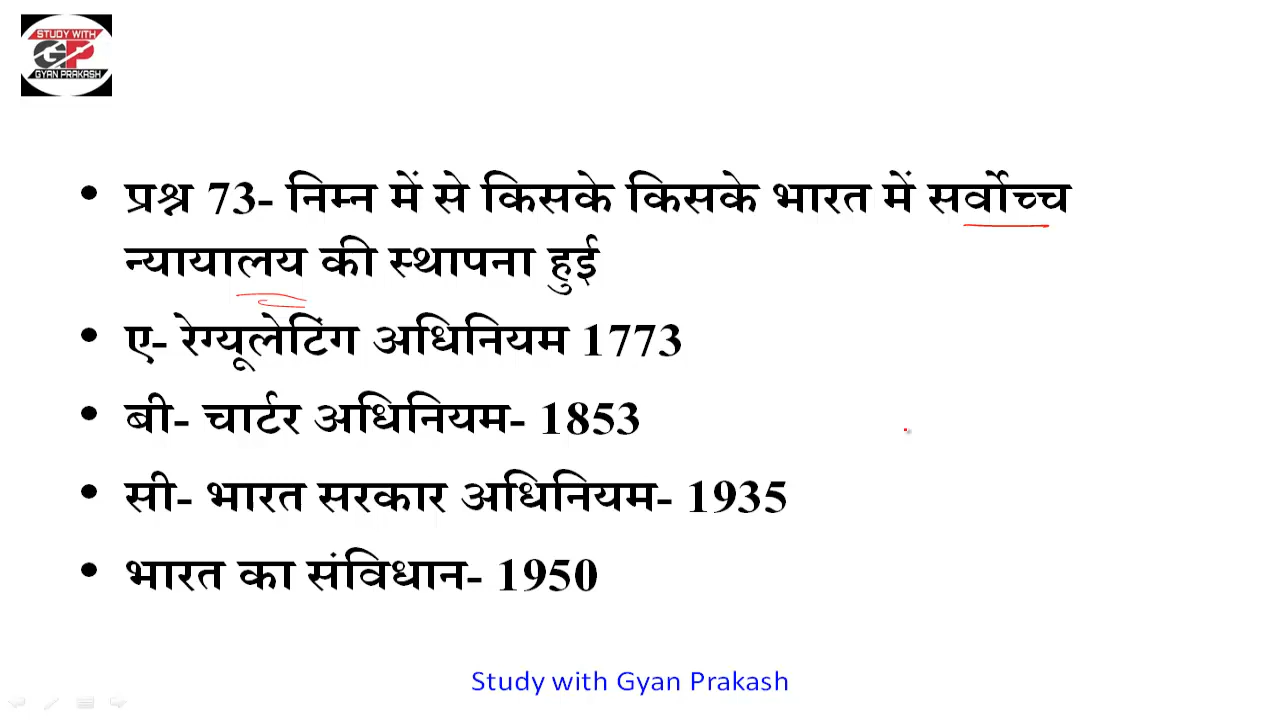 STUDY WITH
GP
GYAN PRAKASH
• प्रश्न 73- निम्न में से किसके किसके भारत में सर्वोच्च
न्यायालय की स्थापना हुई
• ए- रेग्यूलेटिंग अधिनियम 1773
• बी- चार्टर अधिनियम- 1853
• सी- भारत सरकार अधिनियम- 1935
• भारत का संविधान- 1950
Study with Gyan Prakash